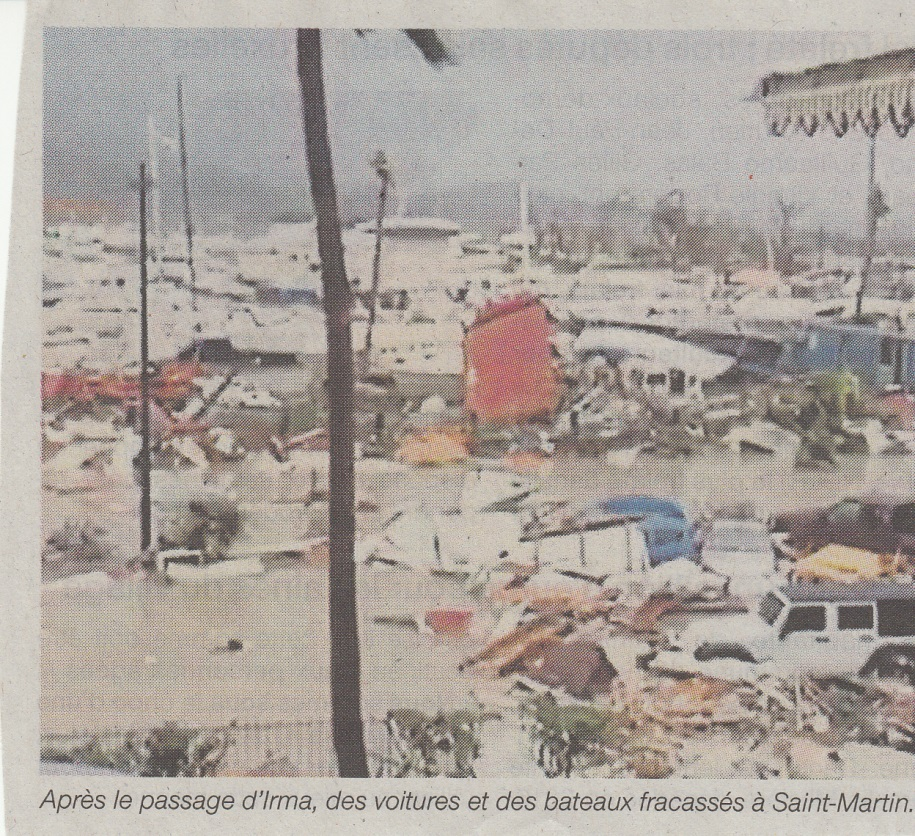 Après le passage d'Irma, des voitures et des bateaux fracassés à Saint-Martin.